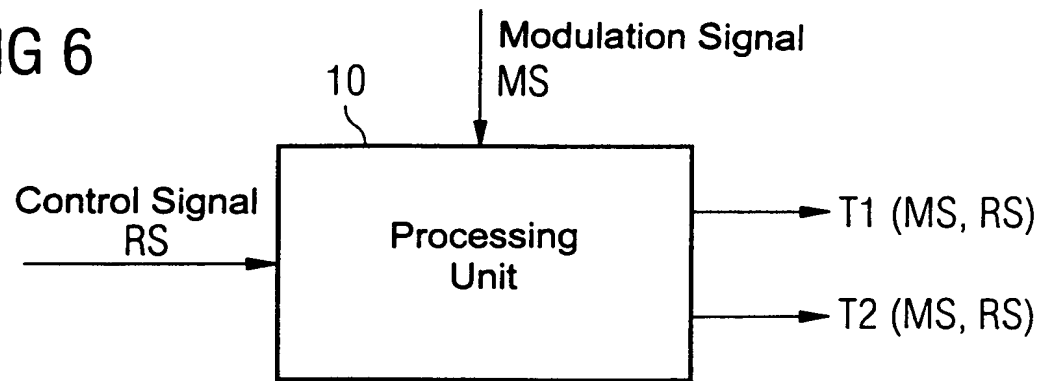 IG 6
Modulation Signal
MS
10
Control Signal
RS
Processing
Unit
T1 (MS, RS)
T2 (MS, RS)